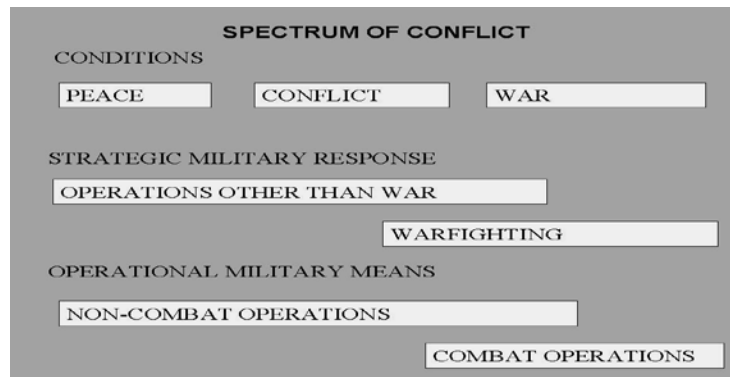 SPECTRUM OF CONFLICT
CONDITIONS
PEACE CONFLICT WAR
STRATEGIC MILITARY RESPONSE
OPERATIONS OTHER THAN WAR
WARFIGHTING
OPERATIONAL MILITARY MEANS
NON-COMBAT OPERATIONS
COMBAT OPERATIONS